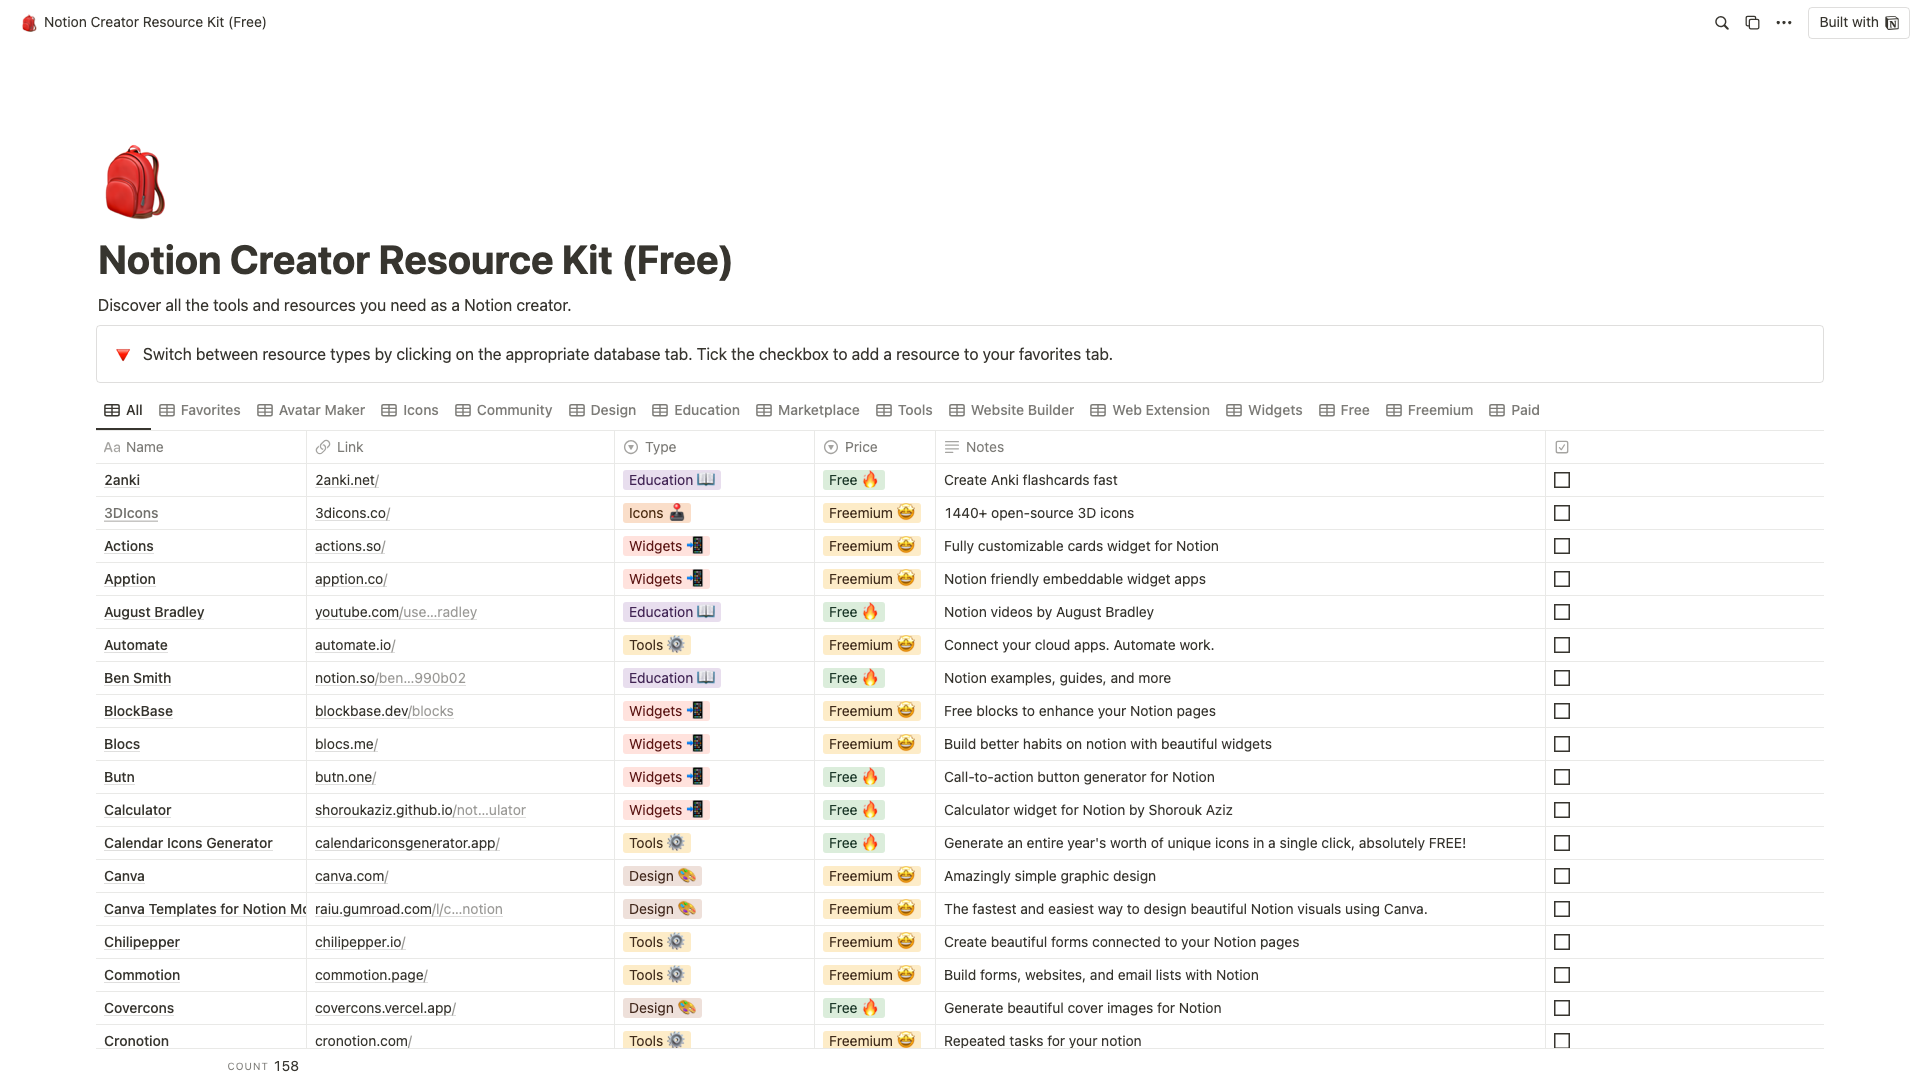 Notion Creator Resource Kit (Free)
Built with
Notion Creator Resource Kit (Free)
Discover all the tools and resources you need as a Notion creator.
Switch between resource types by clicking on the appropriate database tab. Tick the checkbox to add a resource to your favorites tab.
All Favorites Avatar Maker Icons Community Design Education Marketplace Tools Website Builder Web Extension Widgets Free Freemium Paid
Aa Name Link Type Price Notes
2anki 2anki.net/ Education Free Create Anki flashcards fast
3DIcons 3dicons.co/ Icons Freemium 1440+ open-source 3D icons
Actions actions.so/ Widgets Freemium Fully customizable cards widget for Notion
Apption apption.co/ Widgets Freemium Notion friendly embeddable widget apps
August Bradley youtube.com/use...radley Education Free Notion videos by August Bradley
Automate automate.io/ Tools Freemium Connect your cloud apps. Automate work.
Ben Smith notion.so/ben...990b02 Education Free Notion examples, guides, and more
BlockBase blockbase.dev/blocks Widgets Freemium Free blocks to enhance your Notion pages
Blocs blocs.me/ Widgets Freemium Build better habits on notion with beautiful widgets
Butn butn.one/ Widgets Free Call-to-action button generator for Notion
Calculator shoroukaziz.github.io/not...ulator Widgets Free Calculator widget for Notion by Shorouk Aziz
Calendar Icons Generator calendariconsgenerator.app/ Tools Free Generate an entire year's worth of unique icons in a single click, absolutely FREE!
Canva canva.com/ Design Freemium Amazingly simple graphic design
Canva Templates for Notion Mo raiu.gumroad.com/l/c...notion Design Freemium The fastest and easiest way to design beautiful Notion visuals using Canva.
Chilipepper chilipepper.io/ Tools Freemium Create beautiful forms connected to your Notion pages
Commotion commotion.page/ Tools Freemium Build forms, websites, and email lists with Notion
Covercons covercons.vercel.app/ Design Free Generate beautiful cover images for Notion
Cronotion cronotion.com/ Tools Freemium Repeated tasks for your notion
COUNT 158